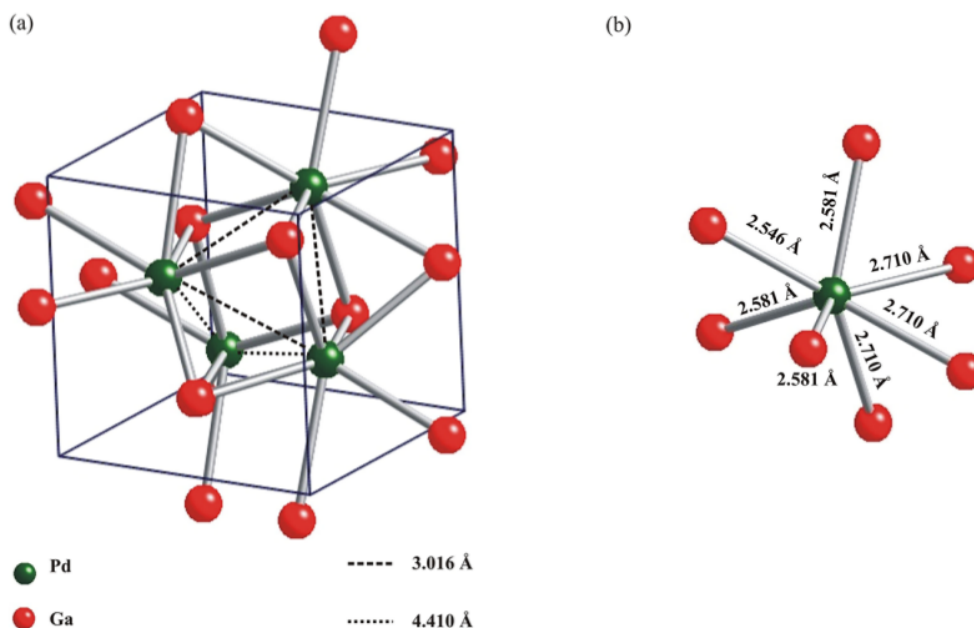 (a)
(b)
2.581 Å
2.546 Å
2.710 Å
2.581 Å
2.710 Å
2.710 Å
2.581 Å
Pd
3.016 Å
Ga
4.410 Å